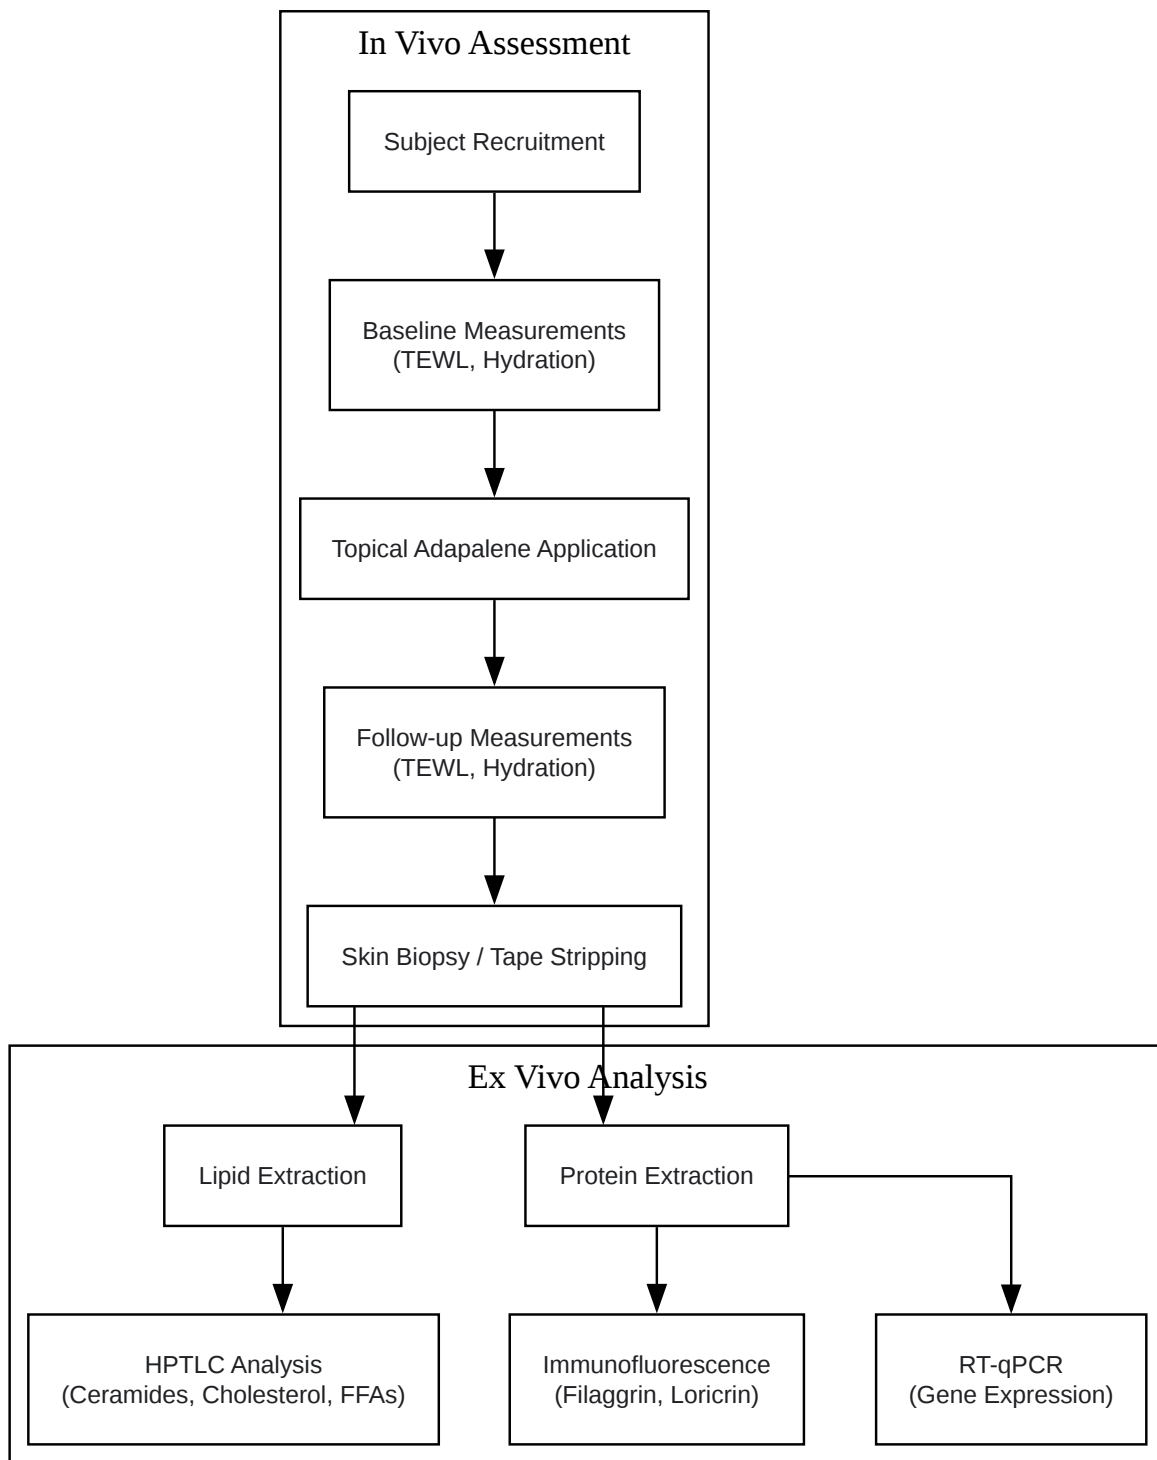 In Vivo Assessment
Subject Recruitment
Baseline Measurements
(TEWL, Hydration)
Topical Adapalene Application
Follow-up Measurements
(TEWL, Hydration)
Skin Biopsy / Tape Stripping
Ex Vivo Analysis
Lipid Extraction
Protein Extraction
HPTLC Analysis
(Ceramides, Cholesterol, FFAs)
Immunofluorescence
(Filaggrin, Loricrin)
RT-qPCR
(Gene Expression)